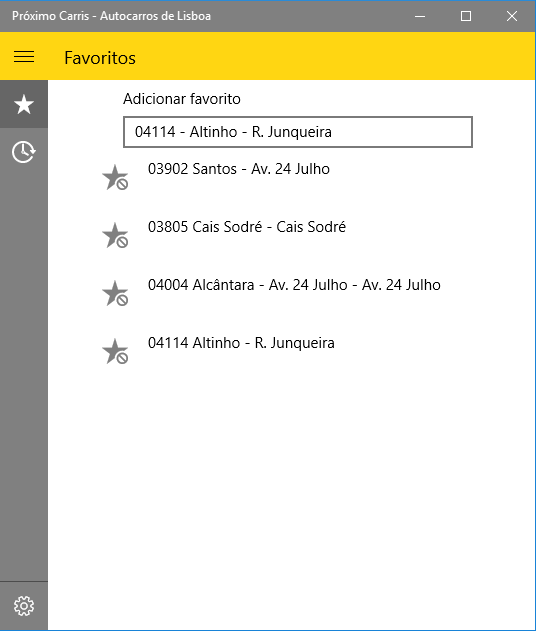 Próximo Carris - Autocarros de Lisboa
Favoritos
Adicionar favorito
04114 - Altinho - R. Junqueira
03902 Santos - Av. 24 Julho
03805 Cais Sodré - Cais Sodré
04004 Alcântara - Av. 24 Julho - Av. 24 Julho
04114 Altinho - R. Junqueira